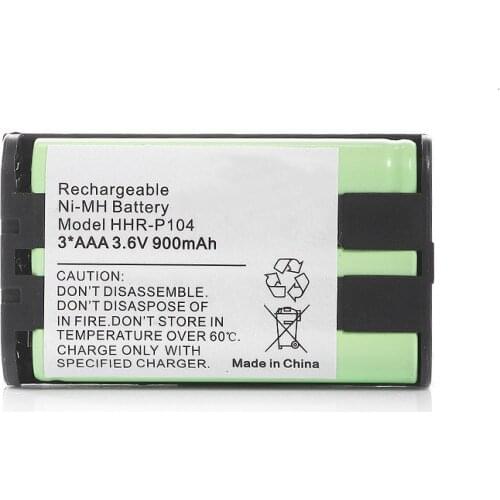 Rechargeable
Ni-MH Battery
Model HHR-P104
3*AAA 3.6V 900mAh
CAUTION:
DON'T DISASSEMBLE.
DON'T DISPOSE OF
IN FIRE.DON'T STORE IN
TEMPERATURE OVER 60℃.
CHARGE ONLY WITH
SPECIFIED CHARGER.
Made in China